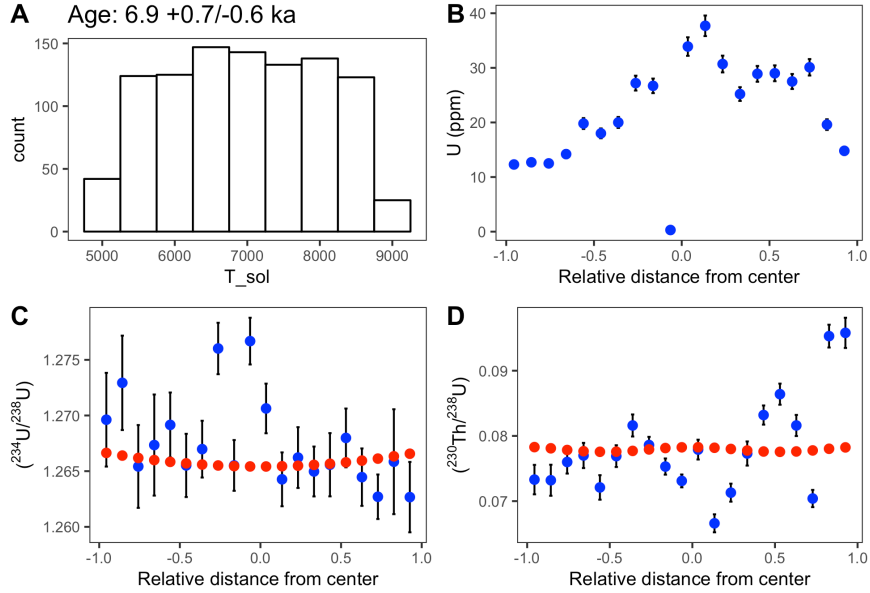 A
Age: 6.9 +0.7/-0.6 ka
count
150
100
50
0
5000 6000 7000 8000 9000
T_sol
B
U (ppm)
40
30
20
10
0
-1.0 -0.5 0.0 0.5 1.0
Relative distance from center
C
(²³⁴U/²³⁸U)
1.275
1.270
1.265
1.260
-1.0 -0.5 0.0 0.5 1.0
Relative distance from center
D
(²³⁰Th/²³⁸U)
0.09
0.08
0.07
-1.0 -0.5 0.0 0.5 1.0
Relative distance from center